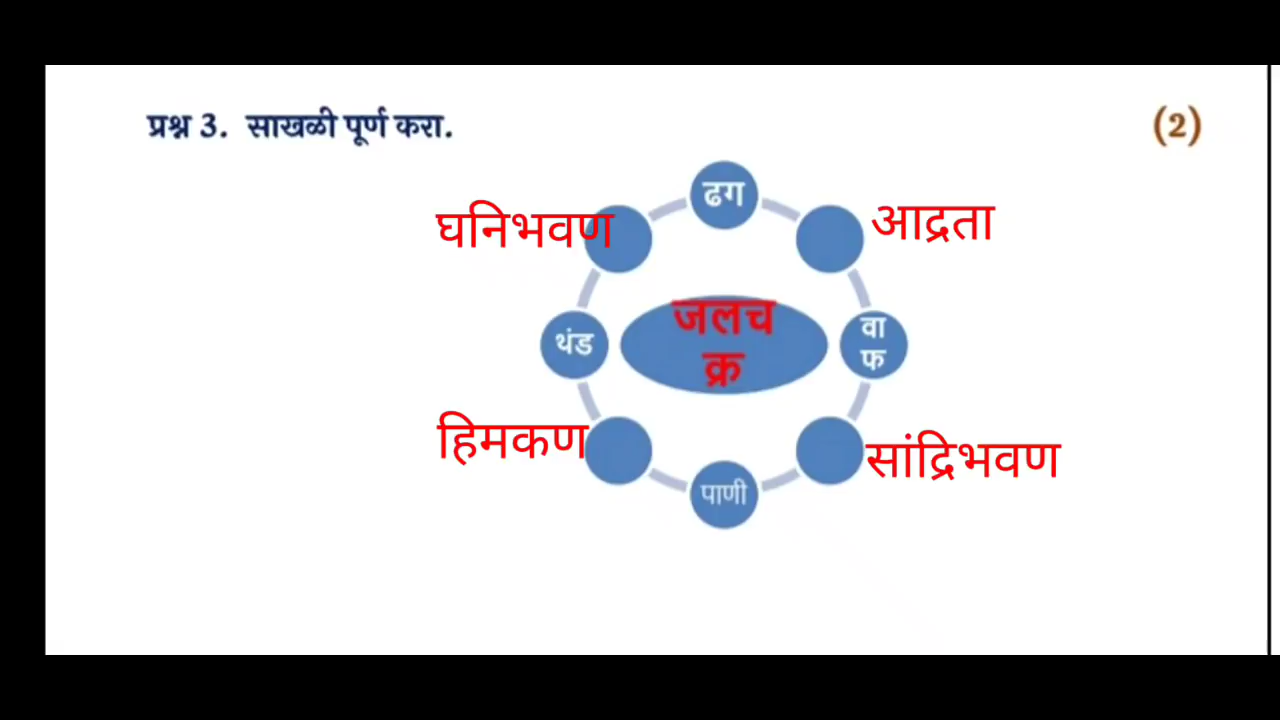 प्रश्न 3. साखळी पूर्ण करा.
(2)
ढग
घनिभवण
आद्रता
जलच
क्र
थंड
वा
फ
हिमकण
सांद्रिभवण
पाणी